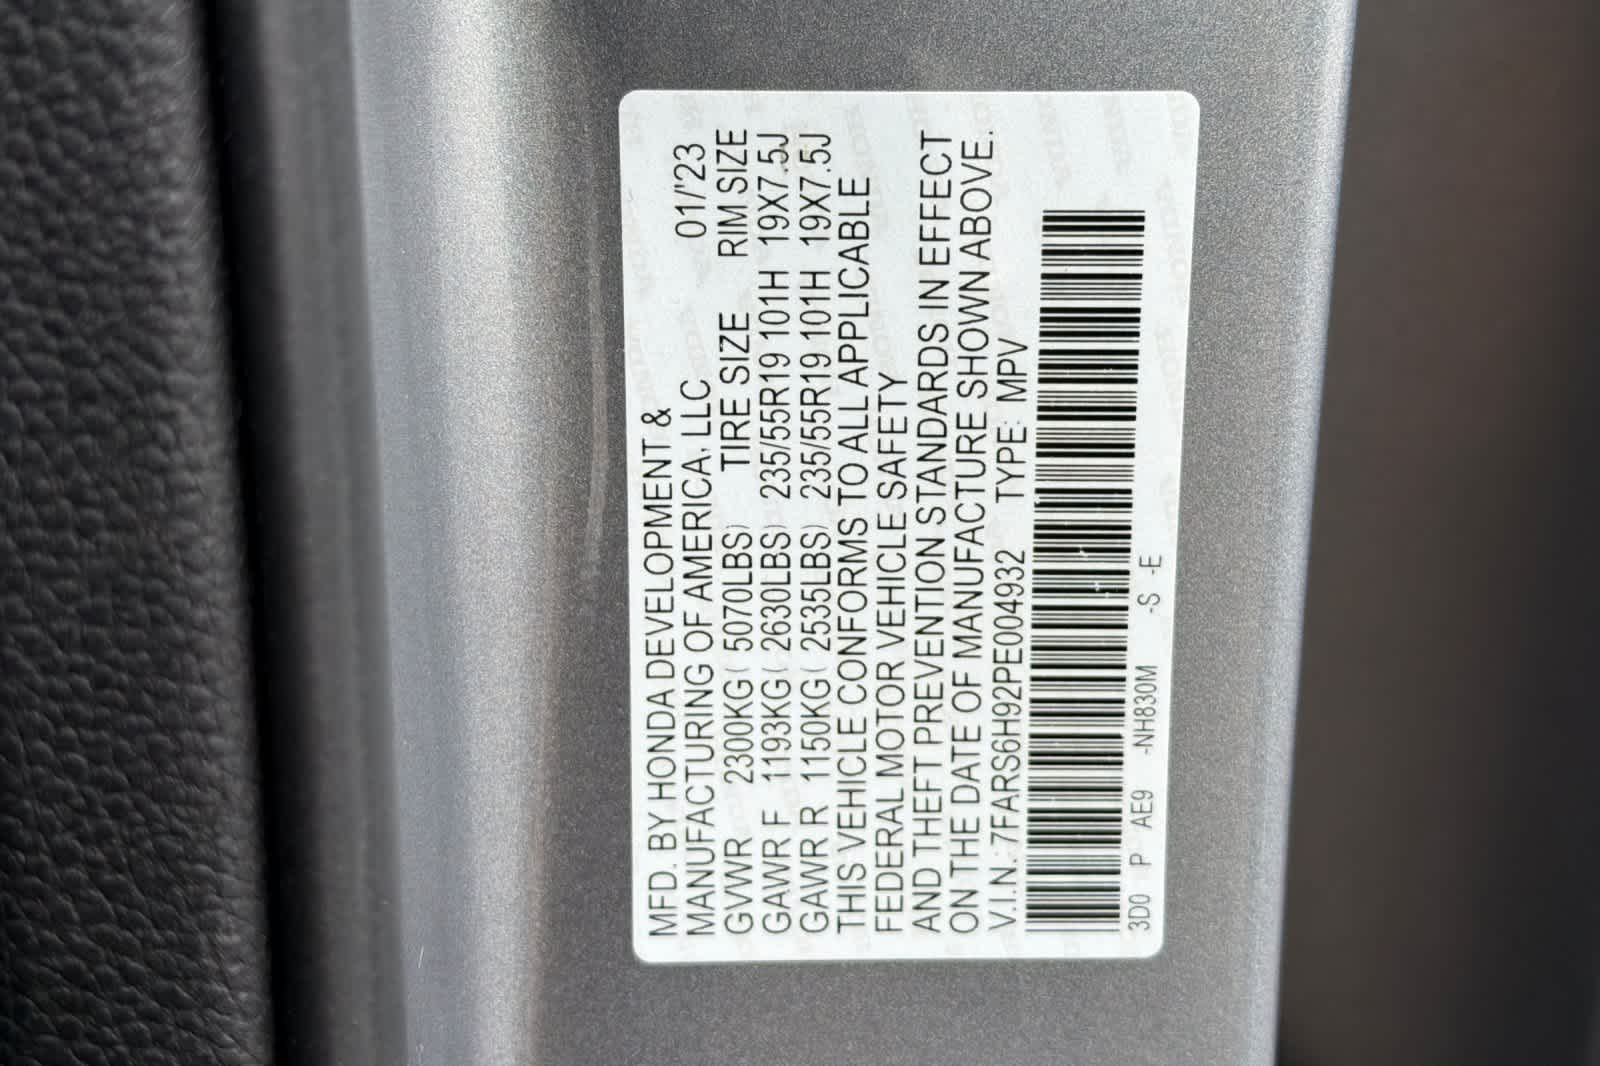 MFD. BY HONDA DEVELOPMENT &
MANUFACTURING OF AMERICA, LLC 01/'23
GVWR 2300KG ( 5070LBS) TIRE SIZE RIM SIZE
GAWR F 1193KG ( 2630LBS) 235/55R19 101H 19X7.5J
GAWR R 1150KG ( 2535LBS) 235/55R19 101H 19X7.5J
THIS VEHICLE CONFORMS TO ALL APPLICABLE
FEDERAL MOTOR VEHICLE SAFETY
AND THEFT PREVENTION STANDARDS IN EFFECT
ON THE DATE OF MANUFACTURE SHOWN ABOVE.
V.I.N.:7FARS6H92PE004932 TYPE: MPV
3D0 P AE9 -NH830M -S -E